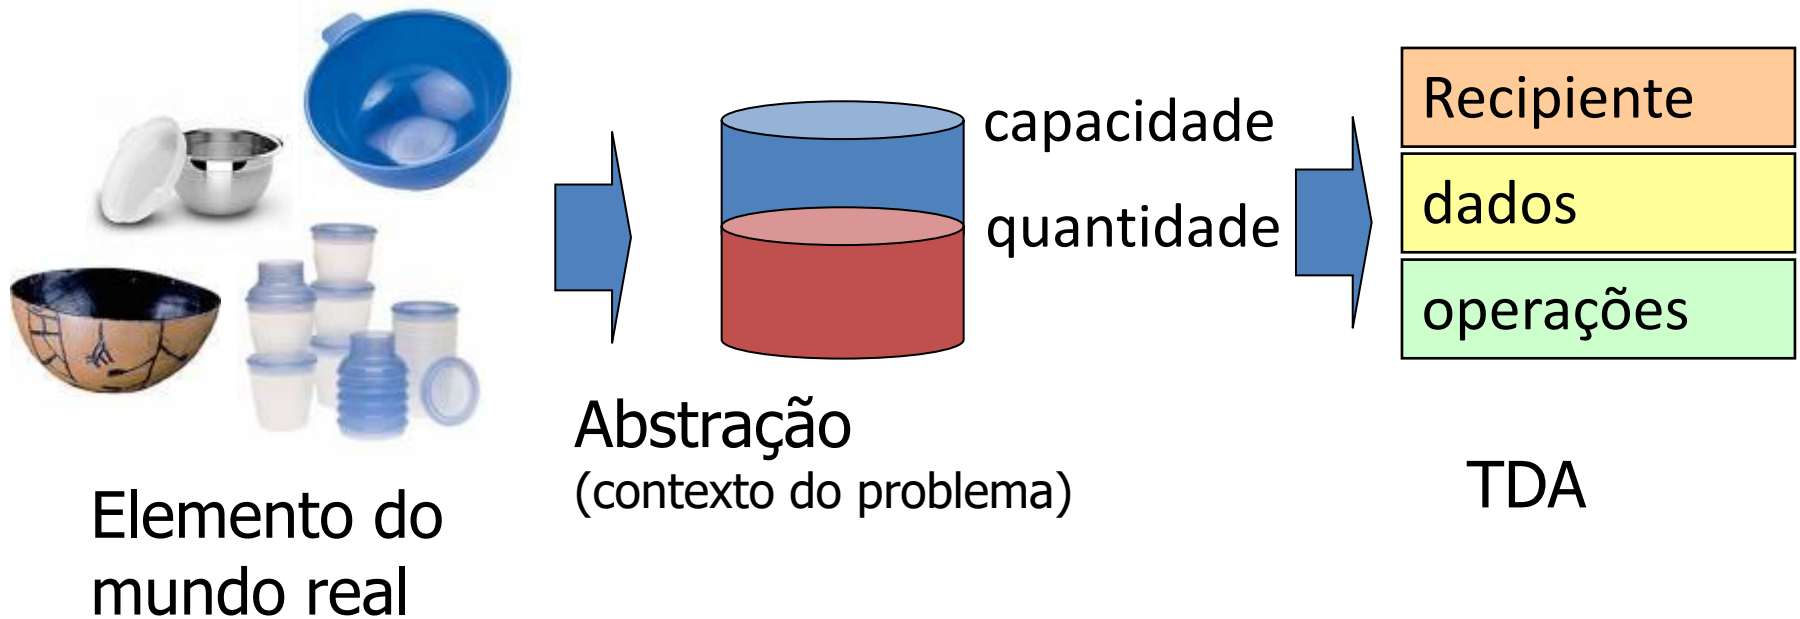 Elemento do
mundo real
capacidade
quantidade
Abstração
(contexto do problema)
Recipiente
dados
operações
TDA